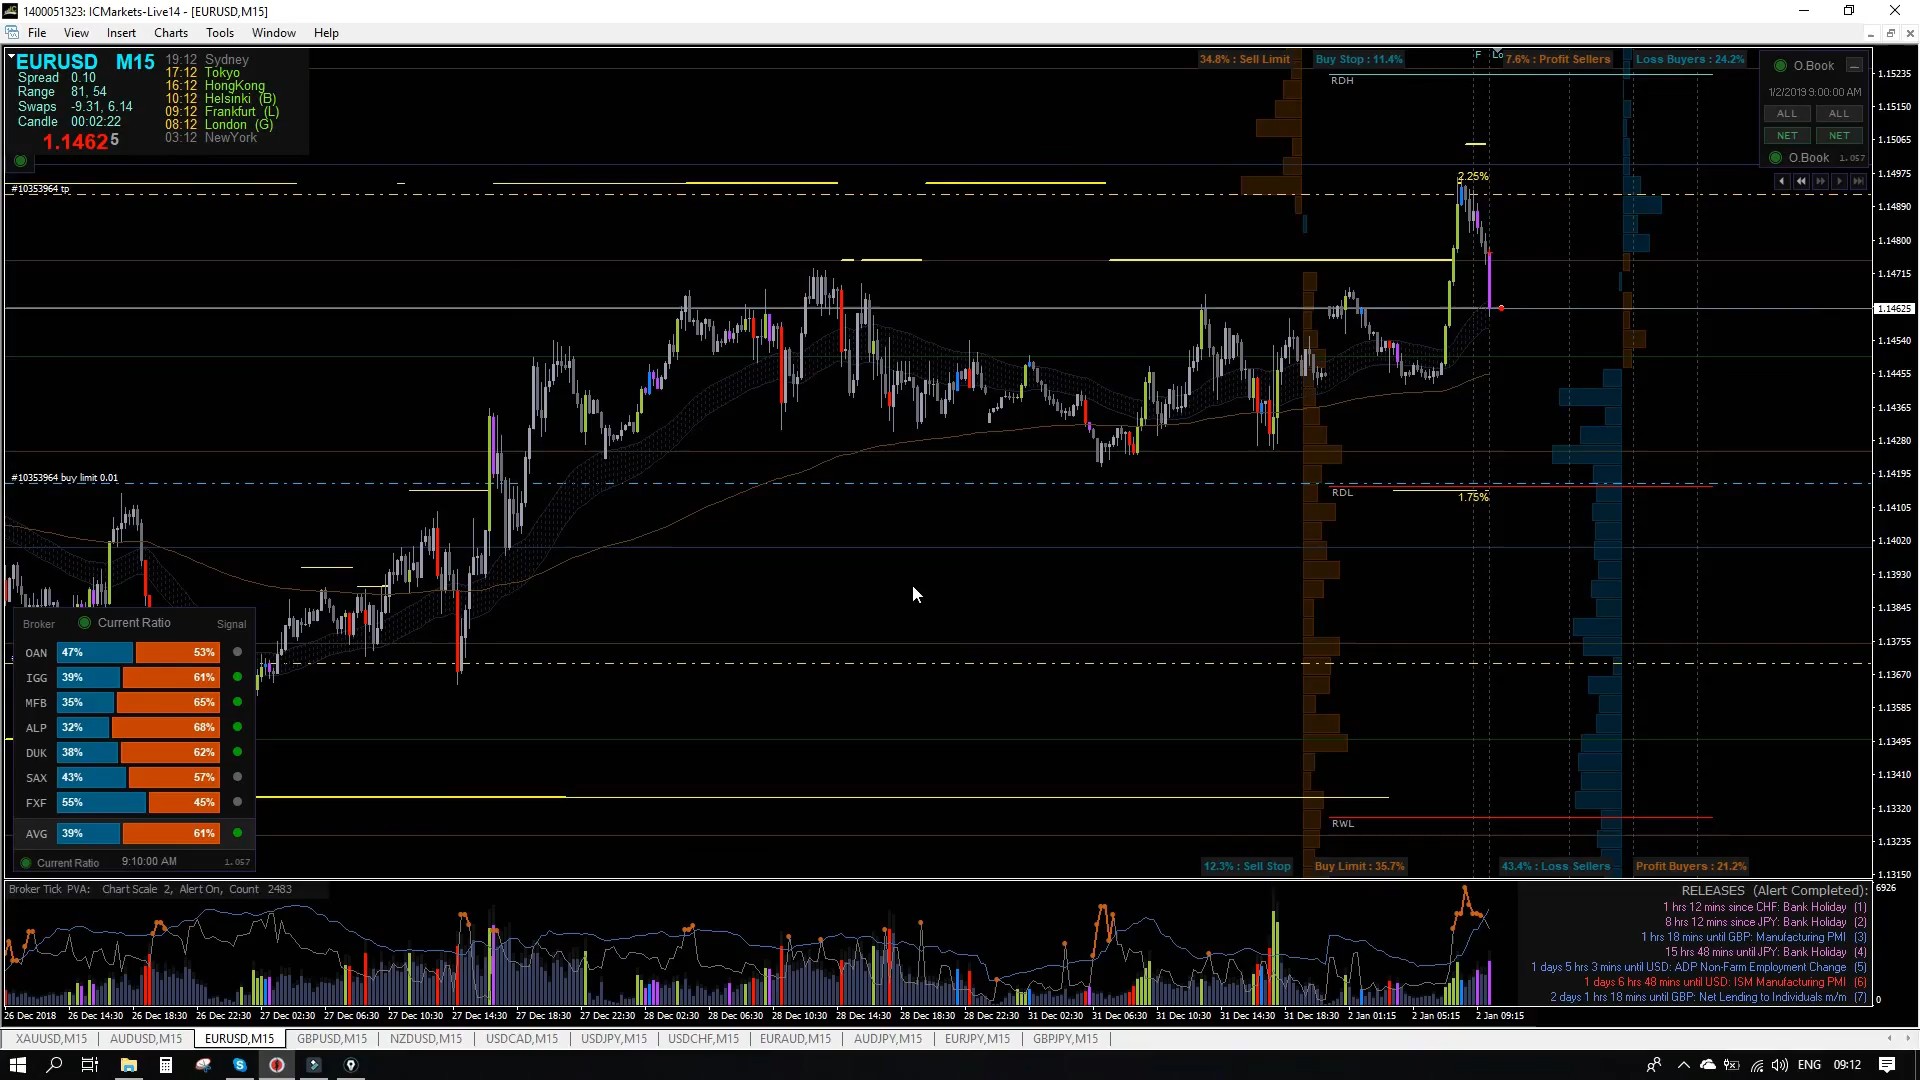 1400051323: ICMarkets-Live14 - [EURUSD,M15]
File View Insert Charts Tools Window Help
EURUSD M15
Spread 0.10
Range 81, 54
Swaps -9.31, 6.14
Candle 00:02:22
1.14625
19:12 Sydney
17:12 Tokyo
16:12 HongKong
10:12 Helsinki (B)
09:12 Frankfurt (L)
08:12 London (G)
03:12 NewYork
34.8% : Sell Limit
Buy Stop : 11.4%
F
Lo
7.6% : Profit Sellers
Loss Buyers : 24.2%
RDH
O.Book
1/2/2019 9:00:00 AM
ALL ALL
NET NET
O.Book 1.057
#10353964 tp
2.25%
#10353964 buy limit 0.01
RDL
1.75%
RWL
1.15235
1.15150
1.15065
1.14975
1.14890
1.14800
1.14715
1.14625
1.14540
1.14455
1.14365
1.14280
1.14195
1.14105
1.14020
1.13930
1.13845
1.13755
1.13670
1.13585
1.13495
1.13410
1.13320
1.13235
1.13150
Broker Current Ratio Signal
OAN 47% 53%
IGG 39% 61%
MFB 35% 65%
ALP 32% 68%
DUK 38% 62%
SAX 43% 57%
FXF 55% 45%
AVG 39% 61%
Current Ratio 9:10:00 AM 1.057
12.3% : Sell Stop
Buy Limit : 35.7%
43.4% : Loss Sellers
Profit Buyers : 21.2%
Broker Tick PVA: Chart Scale 2, Alert On, Count 2483
RELEASES (Alert Completed):
1 hrs 12 mins since CHF: Bank Holiday (1)
8 hrs 12 mins since JPY: Bank Holiday (2)
1 hrs 18 mins until GBP: Manufacturing PMI (3)
15 hrs 48 mins until JPY: Bank Holiday (4)
1 days 5 hrs 3 mins until USD: ADP Non-Farm Employment Change (5)
1 days 6 hrs 48 mins until USD: ISM Manufacturing PMI (6)
2 days 1 hrs 18 mins until GBP: Net Lending to Individuals m/m (7)
6926
0
26 Dec 2018 26 Dec 14:30 26 Dec 18:30 26 Dec 22:30 27 Dec 02:30 27 Dec 06:30 27 Dec 10:30 27 Dec 14:30 27 Dec 18:30 27 Dec 22:30 28 Dec 02:30 28 Dec 06:30 28 Dec 10:30 28 Dec 14:30 28 Dec 18:30 28 Dec 22:30 31 Dec 02:30 31 Dec 06:30 31 Dec 10:30 31 Dec 14:30 31 Dec 18:30 2 Jan 01:15 2 Jan 05:15 2 Jan 09:15
XAUUSD,M15 AUDUSD,M15 EURUSD,M15 GBPUSD,M15 NZDUSD,M15 USDCAD,M15 USDJPY,M15 USDCHF,M15 EURAUD,M15 AUDJPY,M15 EURJPY,M15 GBPJPY,M15
ENG 09:12